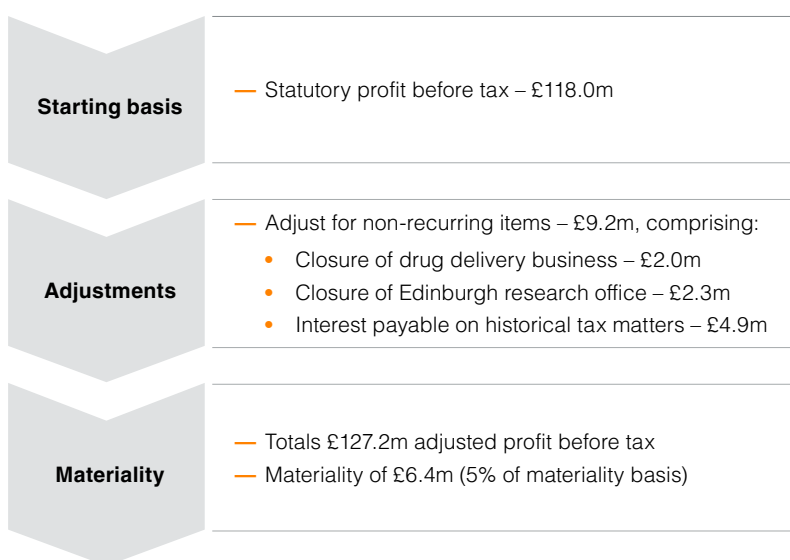 Starting basis
— Statutory profit before tax – £118.0m
Adjustments
— Adjust for non-recurring items – £9.2m, comprising:
• Closure of drug delivery business – £2.0m
• Closure of Edinburgh research office – £2.3m
• Interest payable on historical tax matters – £4.9m
Materiality
— Totals £127.2m adjusted profit before tax
— Materiality of £6.4m (5% of materiality basis)